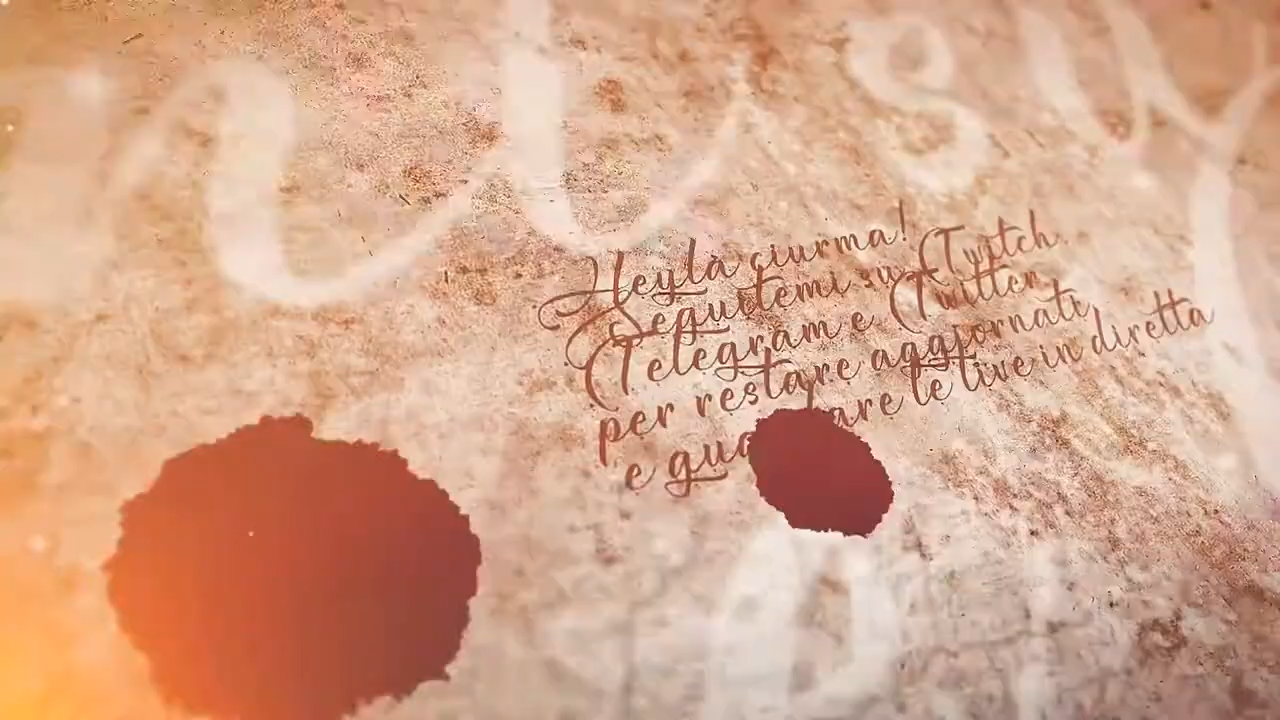 Heylà ciurma!
Seguitemi su Twitch
Telegram e Twitter
per restare aggiornati
le live in diretta